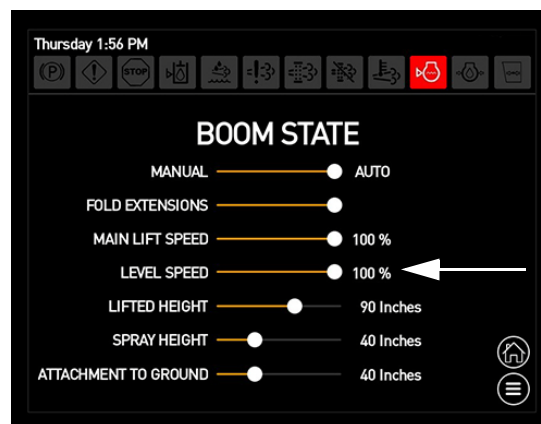 Thursday 1:56 PM
(P) STOP
BOOM STATE
MANUAL AUTO
FOLD EXTENSIONS
MAIN LIFT SPEED 100 %
LEVEL SPEED 100 %
LIFTED HEIGHT 90 Inches
SPRAY HEIGHT 40 Inches
ATTACHMENT TO GROUND 40 Inches